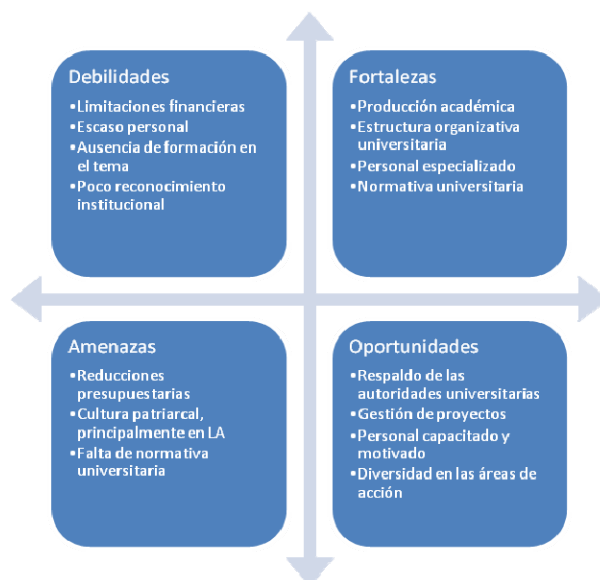 Debilidades
•Limitaciones financieras
•Escaso personal
•Ausencia de formación en
el tema
•Poco reconocimiento
institucional
Fortalezas
•Producción académica
•Estructura organizativa
universitaria
•Personal especializado
•Normativa universitaria
Amenazas
•Reducciones
presupuestarias
•Cultura patriarcal,
principalmente en LA
•Falta de normativa
universitaria
Oportunidades
•Respaldo de las
autoridades universitarias
•Gestión de proyectos
•Personal capacitado y
motivado
•Diversidad en las áreas de
acción